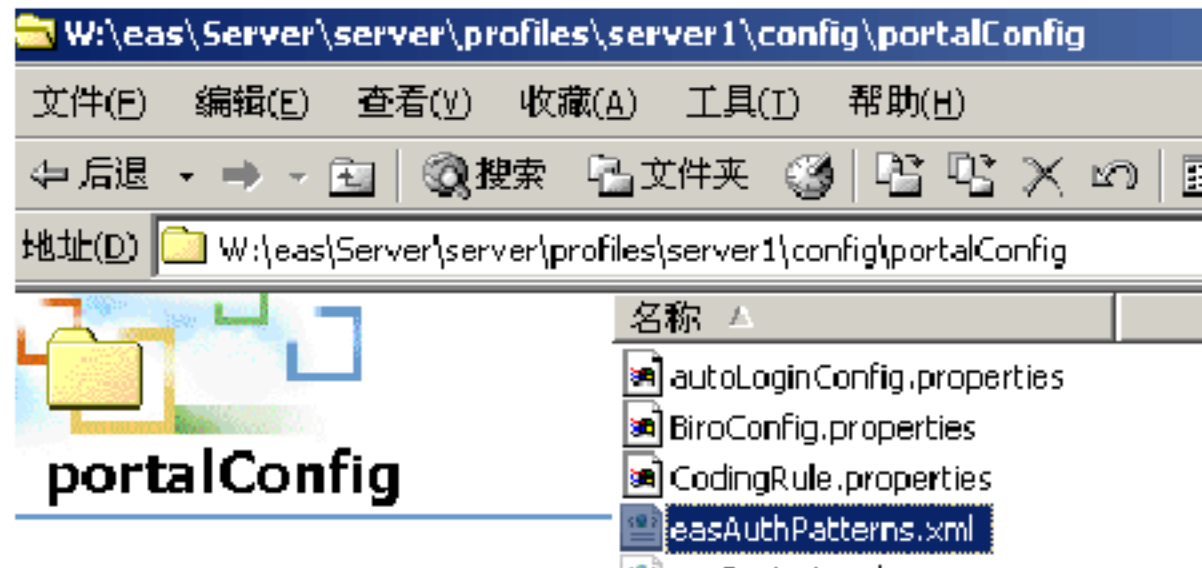 W:\eas\Server\server\profiles\server1\config\portalConfig
文件(F) 编辑(E) 查看(V) 收藏(A) 工具(T) 帮助(H)
后退 搜索 文件夹
地址(D) W:\eas\Server\server\profiles\server1\config\portalConfig
名称
autoLoginConfig.properties
BiroConfig.properties
CodingRule.properties
portalConfig
easAuthPatterns.xml